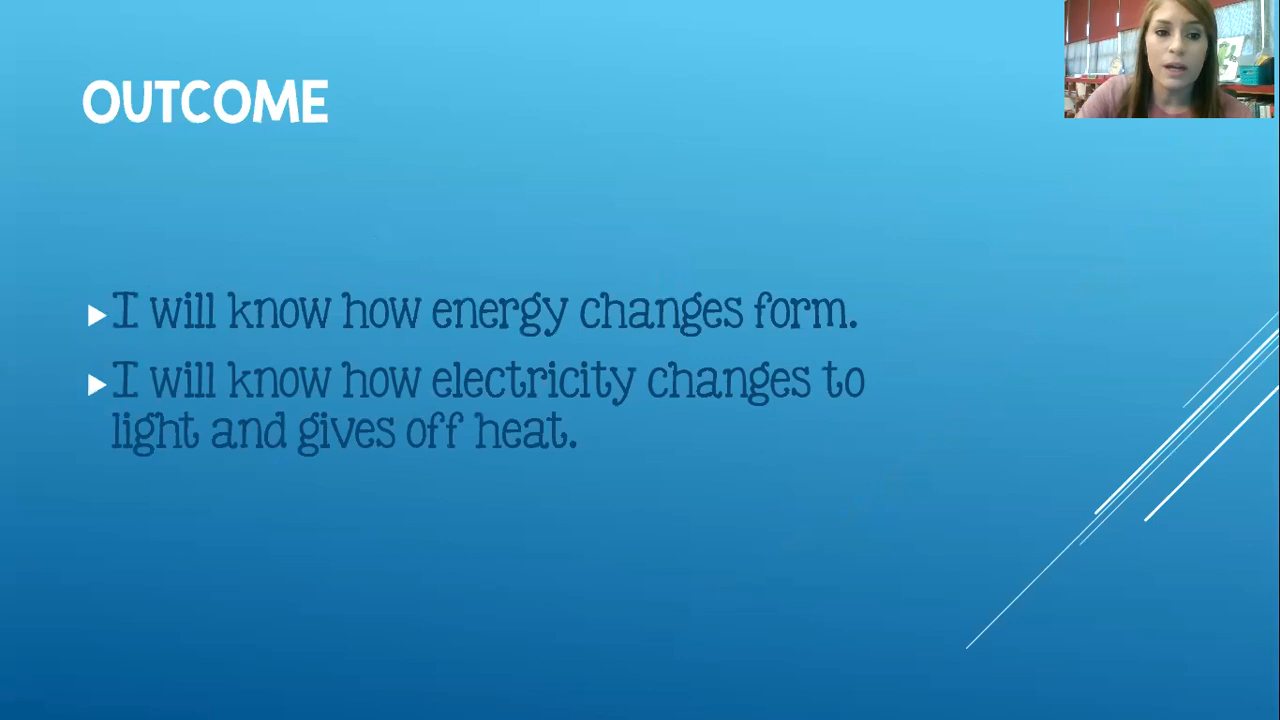 OUTCOME
I will know how energy changes form.
I will know how electricity changes to
light and gives off heat.